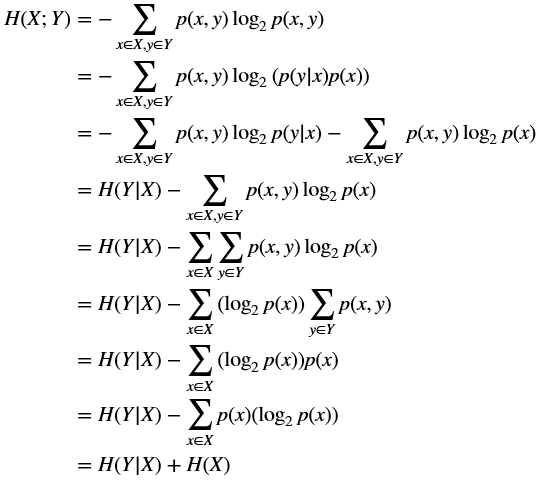 H(X; Y) = − ∑_{x∈X,y∈Y} p(x, y) log₂ p(x, y)
= − ∑_{x∈X,y∈Y} p(x, y) log₂ (p(y|x)p(x))
= − ∑_{x∈X,y∈Y} p(x, y) log₂ p(y|x) − ∑_{x∈X,y∈Y} p(x, y) log₂ p(x)
= H(Y|X) − ∑_{x∈X,y∈Y} p(x, y) log₂ p(x)
= H(Y|X) − ∑_{x∈X} ∑_{y∈Y} p(x, y) log₂ p(x)
= H(Y|X) − ∑_{x∈X} (log₂ p(x)) ∑_{y∈Y} p(x, y)
= H(Y|X) − ∑_{x∈X} (log₂ p(x))p(x)
= H(Y|X) − ∑_{x∈X} p(x)(log₂ p(x))
= H(Y|X) + H(X)